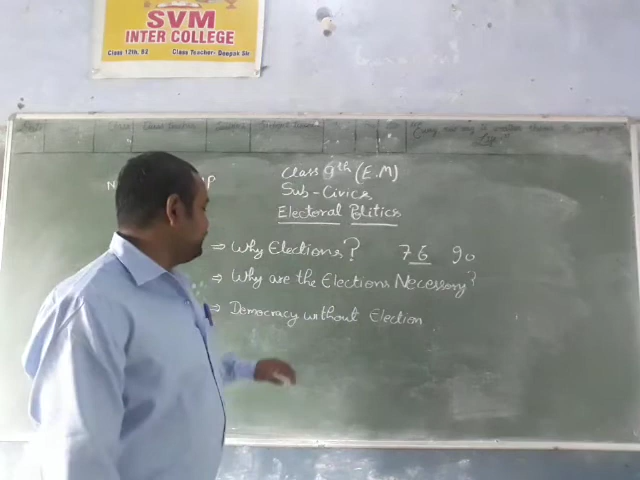 SVM
INTER COLLEGE
Class 12th, B2 Class Teacher- Deepak Sir
Class 9th (E.M)
Sub-Civics
Electoral Politics
⇒ Why Elections? 76 90
⇒ Why are the Elections Necessary?
⇒ Democracy without Election